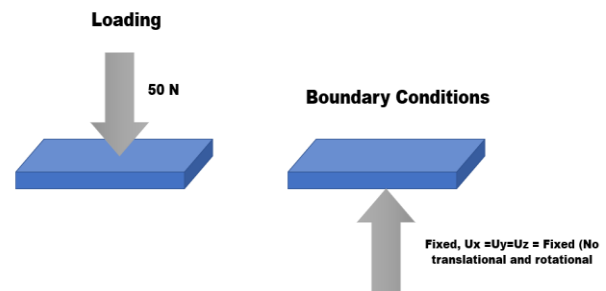 Loading
50 N
Boundary Conditions
Fixed, Ux =Uy=Uz = Fixed (No
translational and rotational